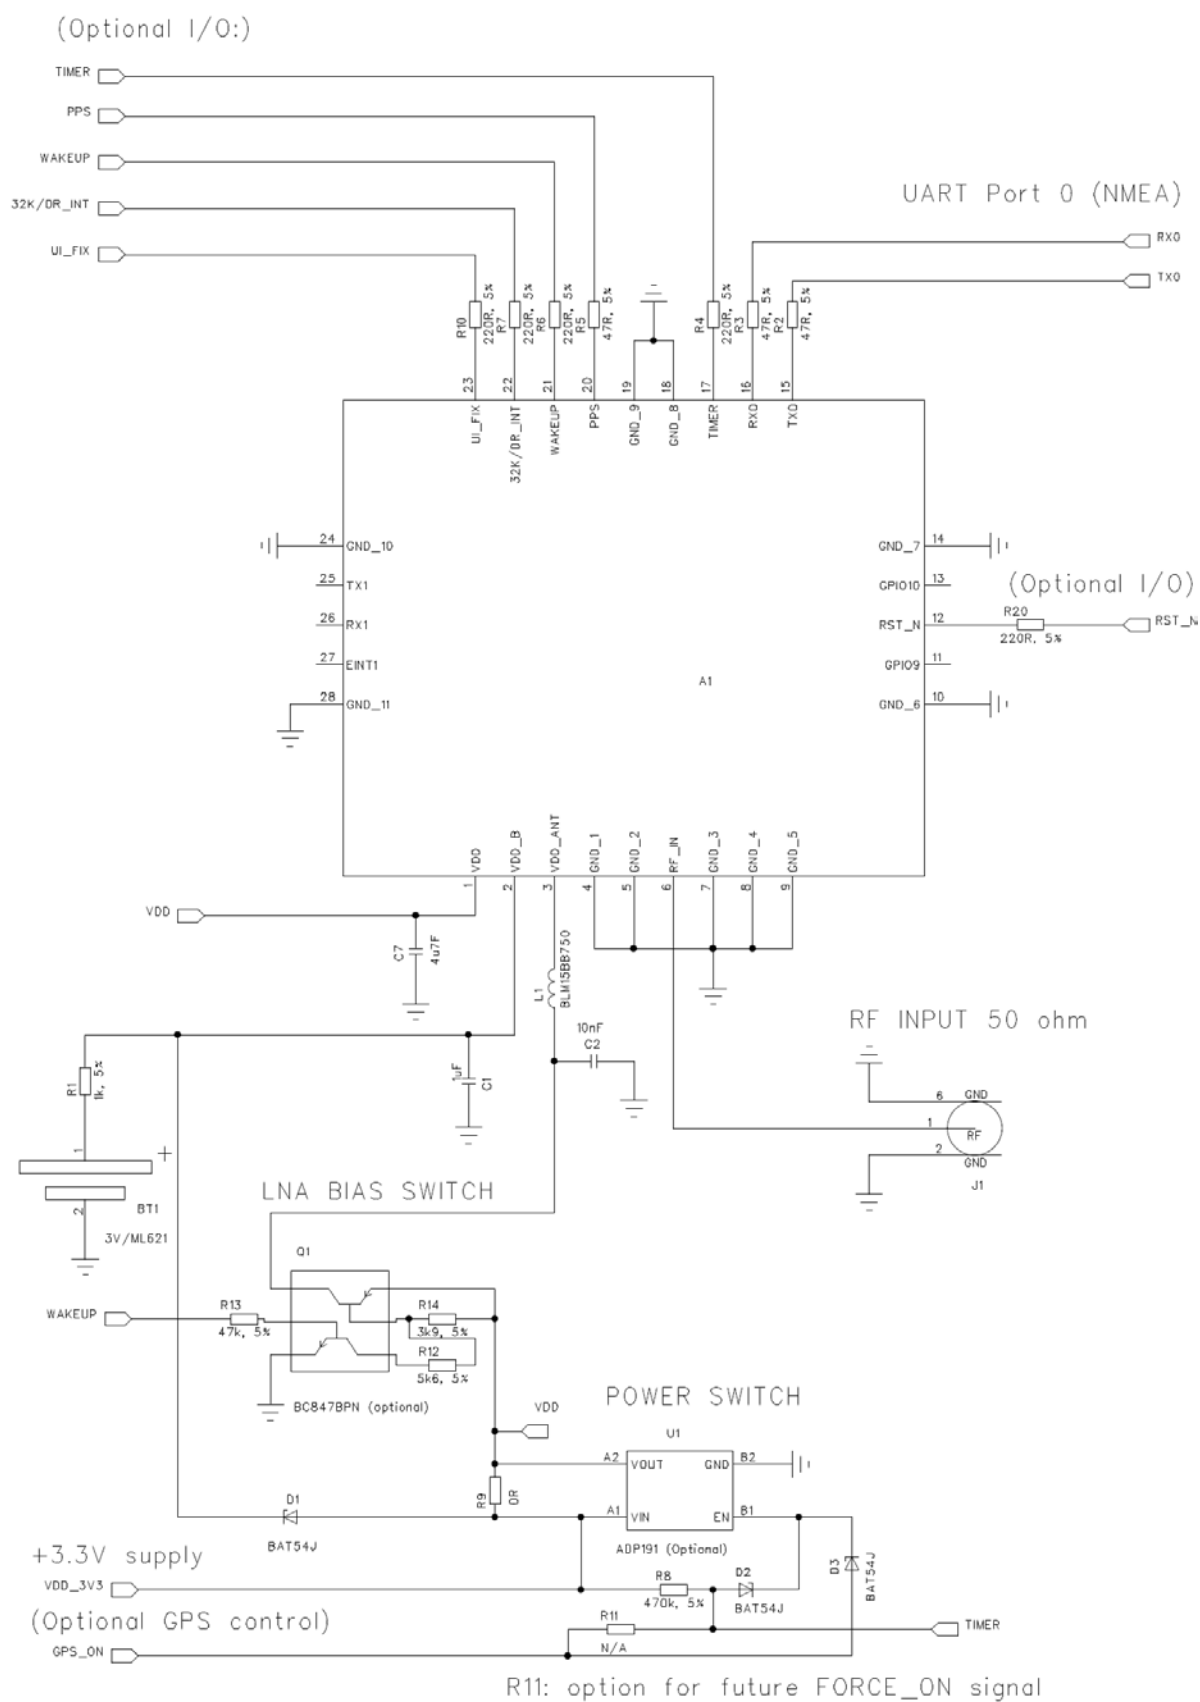 (Optional I/O:)
TIMER
PPS
WAKEUP
32K/DR_INT
UI_FIX
UART Port 0 (NMEA)
RX0
TX0
R10
220R, 5%
R7
220R, 5%
R6
220R, 5%
R5
47R, 5%
R4
220R, 5%
R3
47R, 5%
R2
47R, 5%
23
22
21
20
19
18
17
16
15
UI_FIX
32K/DR_INT
WAKEUP
PPS
GND_9
GND_8
TIMER
RX0
TX0
24 GND_10
25 TX1
26 RX1
27 EINT1
28 GND_11
GND_7 14
GPIO10 13
(Optional I/O)
RST_N 12
R20
220R, 5%
RST_N
GPIO9 11
GND_6 10
A1
VDD
VDD_B
VDD_ANT
GND_1
GND_2
RF_IN
GND_3
GND_4
GND_5
1
2
3
4
5
6
7
8
9
VDD
C7
4u7F
L1
BLM15BB750
10nF
C2
RF INPUT 50 ohm
R1
1k, 5%
1uF
C1
6 GND
1 RF
2 GND
J1
1
+
2
BT1
3V/ML621
LNA BIAS SWITCH
Q1
WAKEUP
R13
47k, 5%
R14
3k9, 5%
R12
5k6, 5%
BC847BPN (optional)
VDD
POWER SWITCH
U1
A2 VOUT GND B2
R9
0R
A1 VIN EN B1
ADP191 (Optional)
D1
BAT54J
D3
BAT54J
+3.3V supply
VDD_3V3
R8
470k, 5%
D2
BAT54J
(Optional GPS control)
GPS_ON
R11
N/A
TIMER
R11: option for future FORCE_ON signal